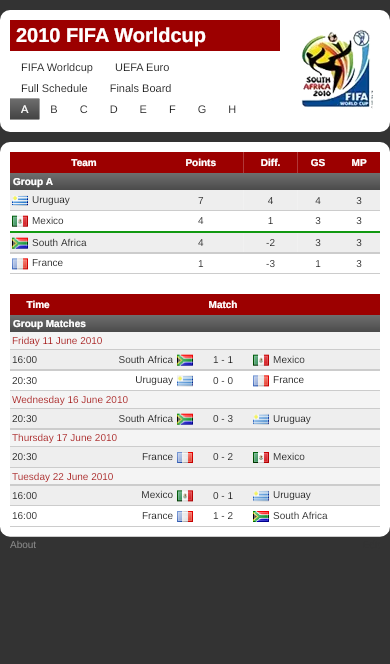 2010 FIFA Worldcup
SOUTH AFRICA
2010
FIFA
WORLD CUP
FIFA Worldcup UEFA Euro
Full Schedule Finals Board
A B C D E F G H
Team Points Diff. GS MP
Group A
Uruguay 7 4 4 3
Mexico 4 1 3 3
South Africa 4 -2 3 3
France 1 -3 1 3
Time Match
Group Matches
Friday 11 June 2010
16:00 South Africa 1 - 1 Mexico
20:30 Uruguay 0 - 0 France
Wednesday 16 June 2010
20:30 South Africa 0 - 3 Uruguay
Thursday 17 June 2010
20:30 France 0 - 2 Mexico
Tuesday 22 June 2010
16:00 Mexico 0 - 1 Uruguay
16:00 France 1 - 2 South Africa
About